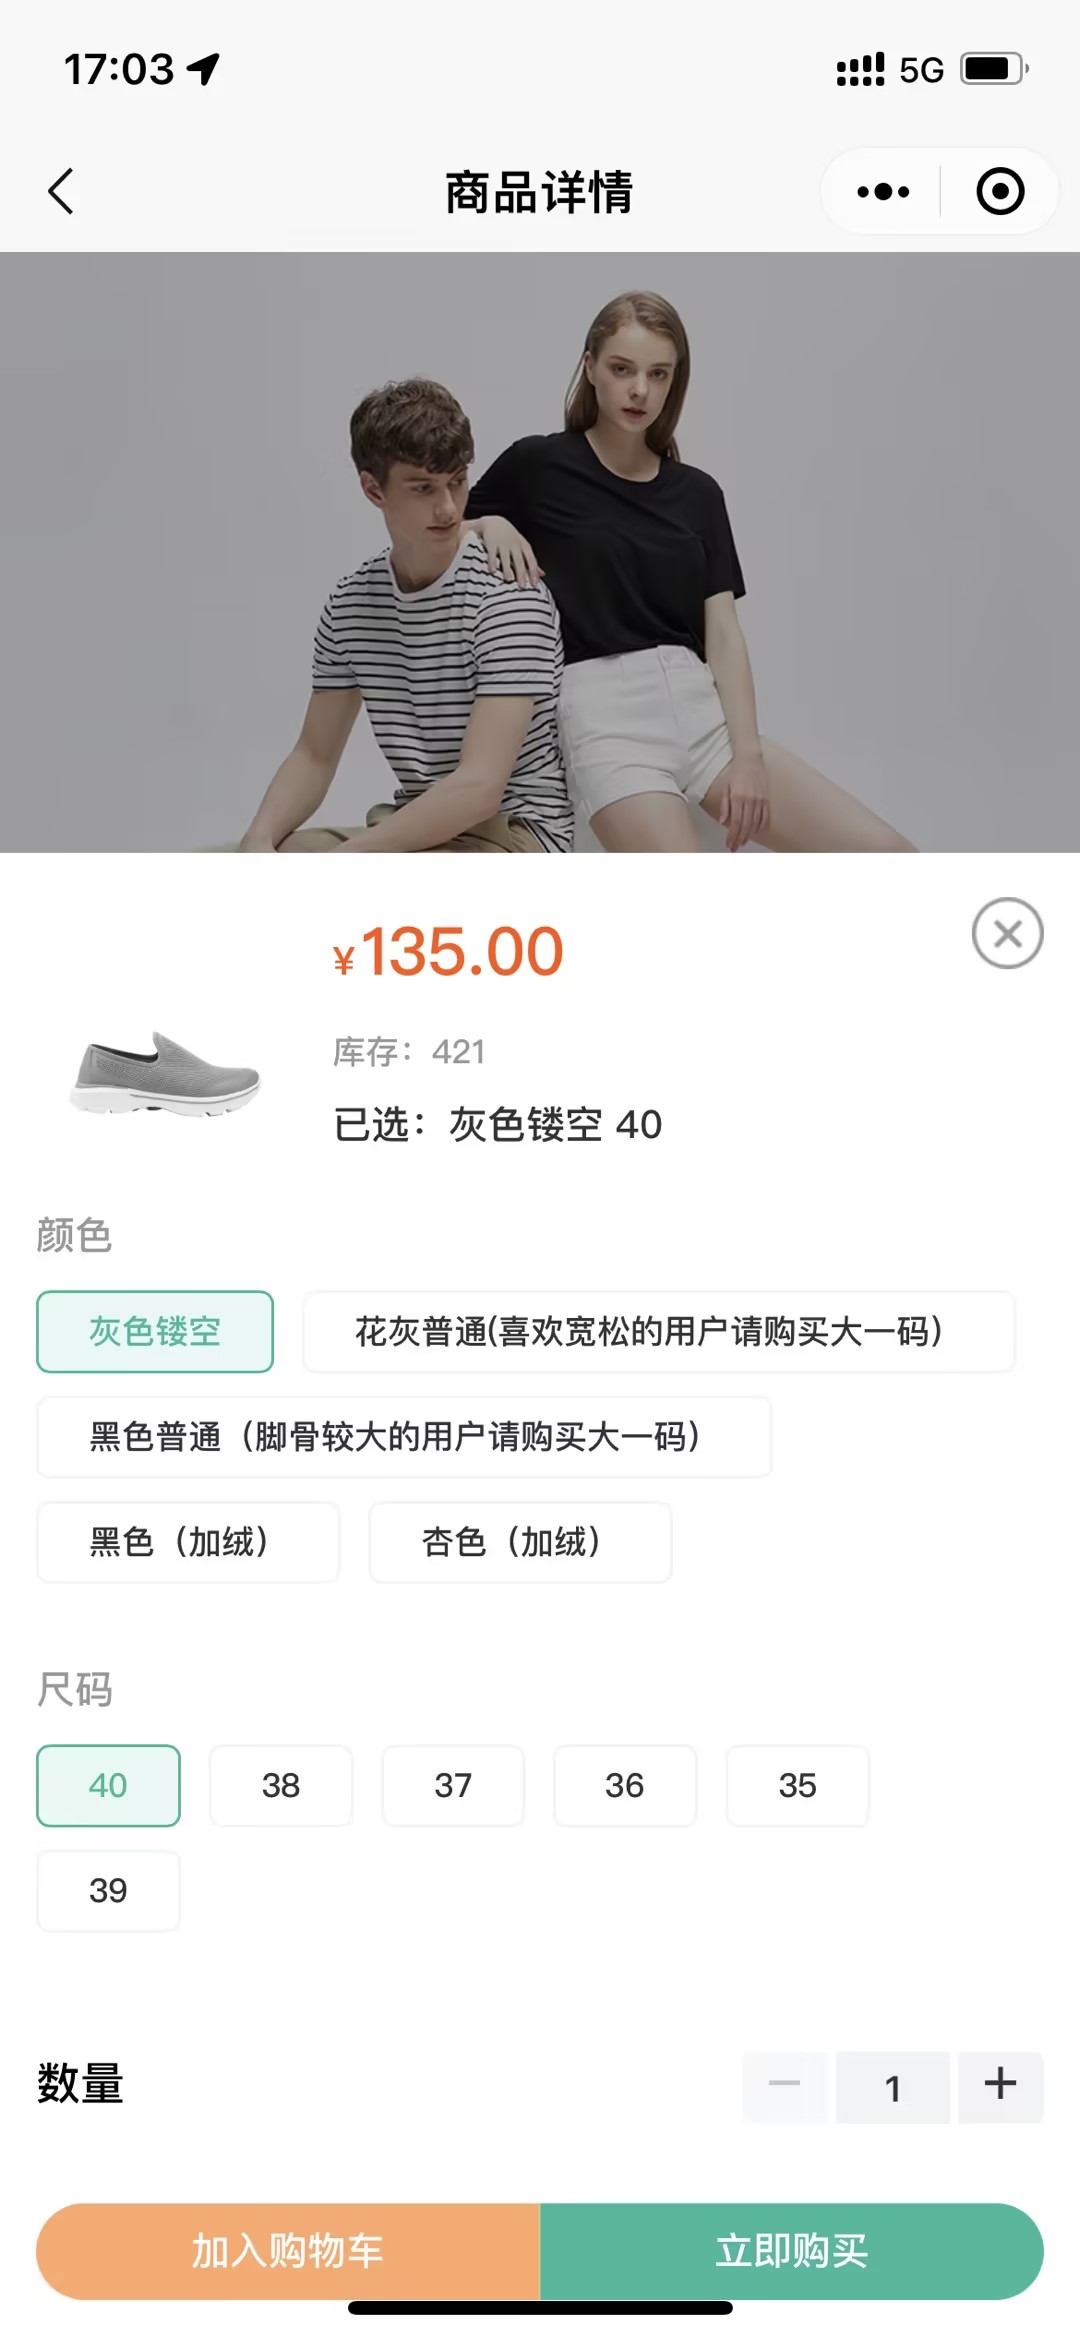 17:03
5G
商品详情
¥135.00
库存：421
已选：灰色镂空 40
颜色
灰色镂空
花灰普通(喜欢宽松的用户请购买大一码)
黑色普通（脚骨较大的用户请购买大一码）
黑色（加绒）
杏色（加绒）
尺码
40
38
37
36
35
39
数量
1
加入购物车
立即购买